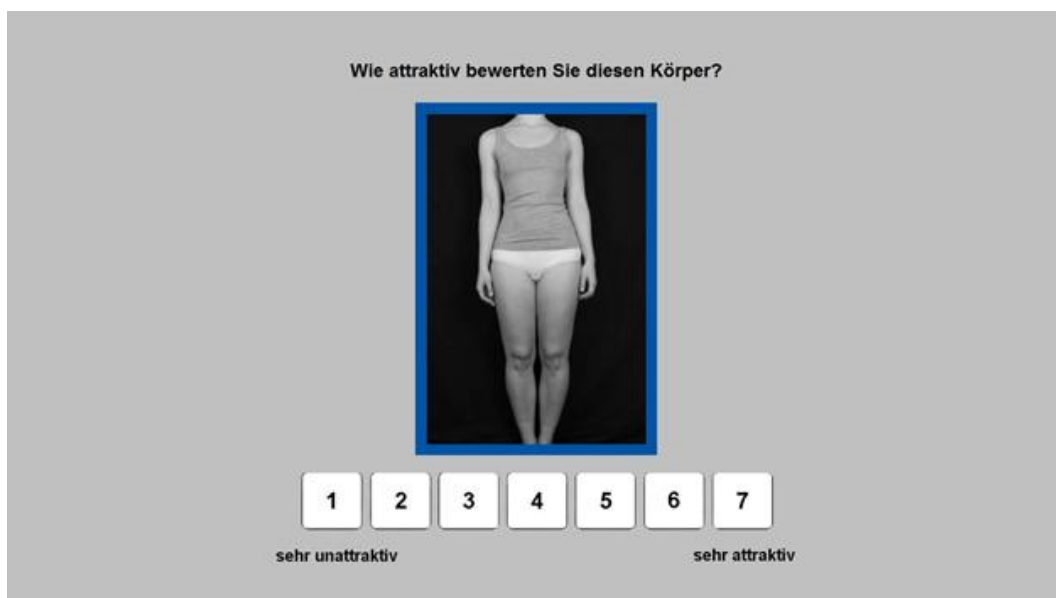 Wie attraktiv bewerten Sie diesen Körper?
1 2 3 4 5 6 7
sehr unattraktiv sehr attraktiv